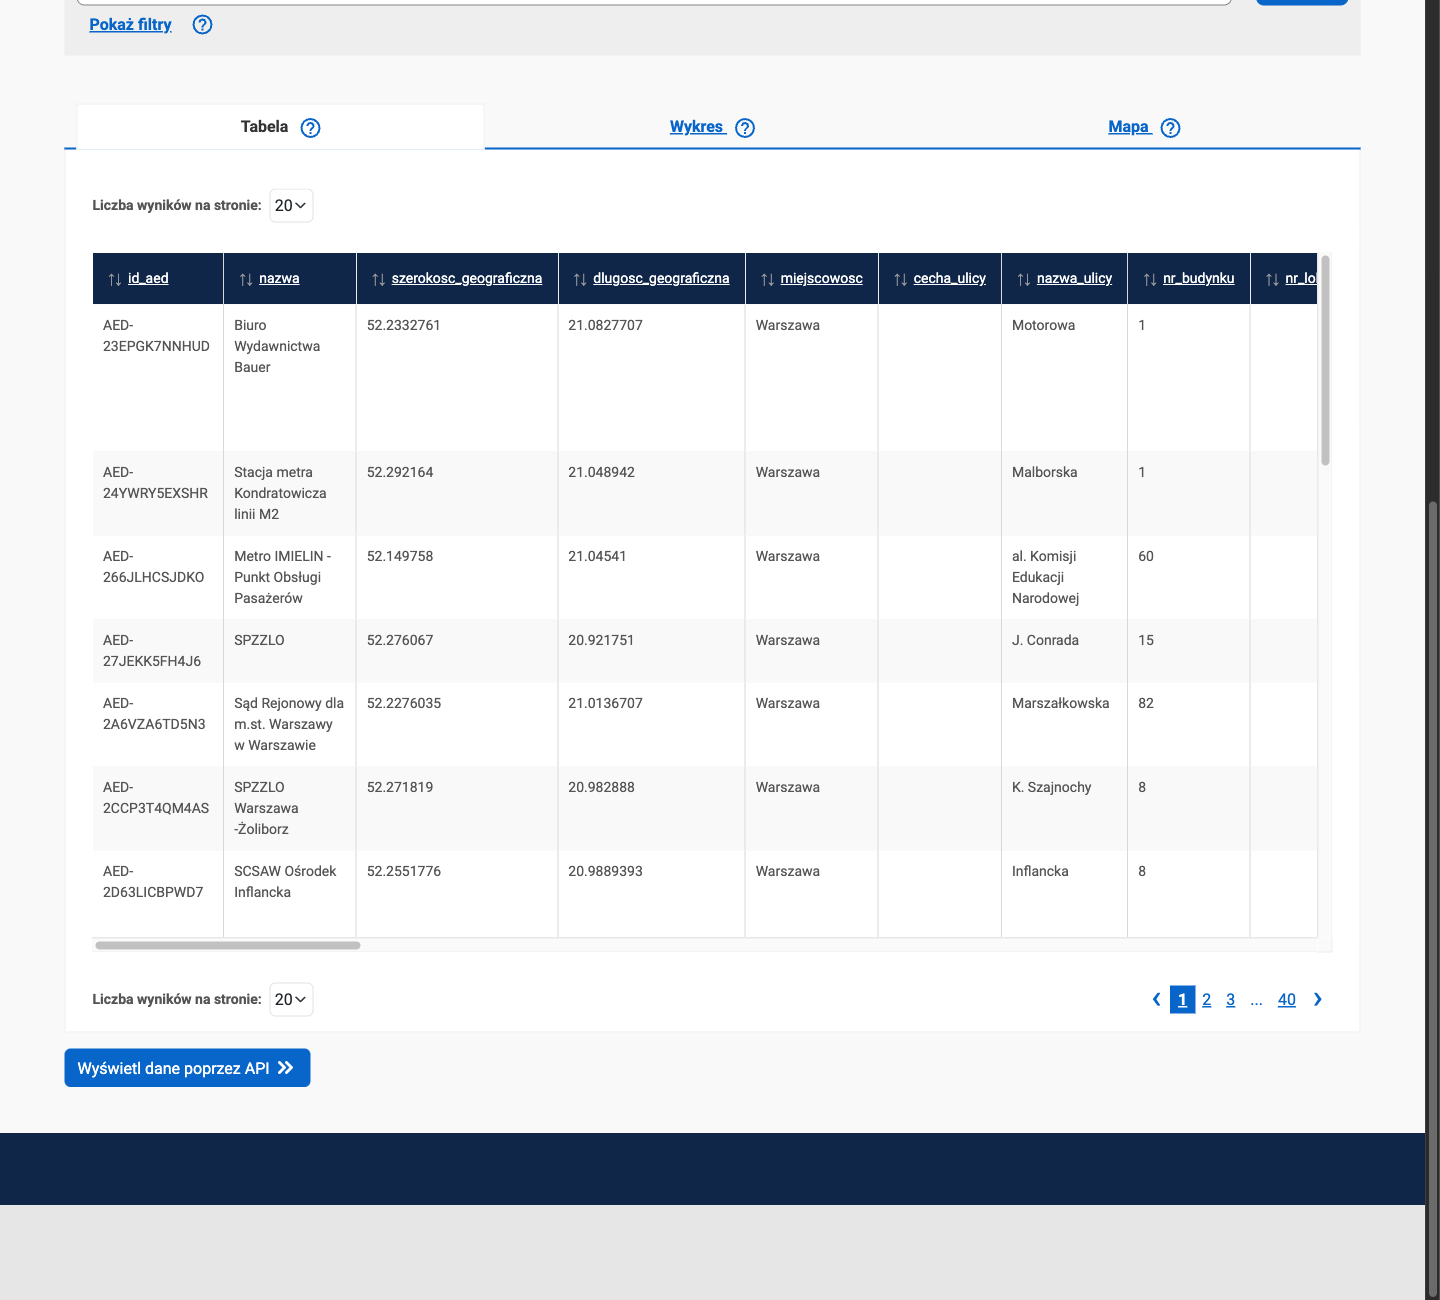 Pokaż filtry
Tabela
Wykres
Mapa
Liczba wyników na stronie: 20
id_aed nazwa szerokosc_geograficzna dlugosc_geograficzna miejscowosc cecha_ulicy nazwa_ulicy nr_budynku
AED- Biuro 52.2332761 21.0827707 Warszawa Motorowa 1
23EPGK7NNHUD Wydawnictwa
Bauer
AED- Stacja metra 52.292164 21.048942 Warszawa Malborska 1
24YWRY5EXSHR Kondratowicza
linii M2
AED- Metro IMIELIN - 52.149758 21.04541 Warszawa al. Komisji 60
266JLHCSJDKO Punkt Obsługi Edukacji
Pasażerów Narodowej
AED- SPZZLO 52.276067 20.921751 Warszawa J. Conrada 15
27JEKK5FH4J6
AED- Sąd Rejonowy dla 52.2276035 21.0136707 Warszawa Marszałkowska 82
2A6VZA6TD5N3 m.st. Warszawy
w Warszawie
AED- SPZZLO 52.271819 20.982888 Warszawa K. Szajnochy 8
2CCP3T4QM4AS Warszawa
-Żoliborz
AED- SCSAW Ośrodek 52.2551776 20.9889393 Warszawa Inflancka 8
2D63LICBPWD7 Inflancka
Liczba wyników na stronie: 20
1 2 3 ... 40
Wyświetl dane poprzez API